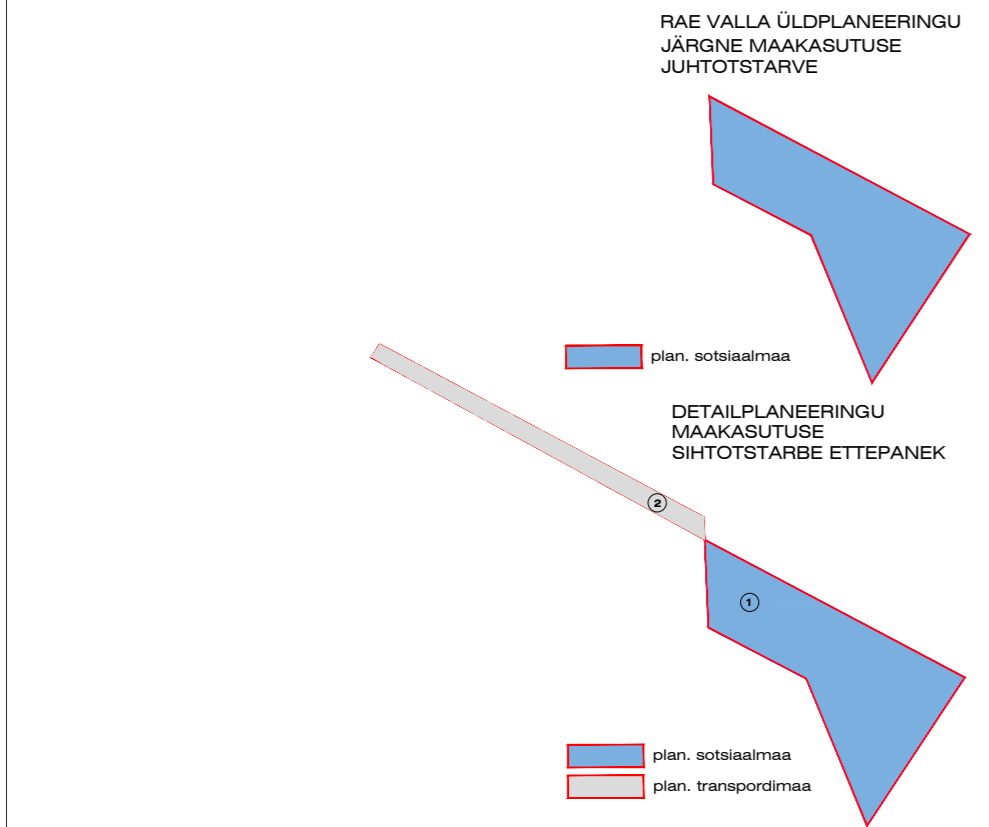 RAE VALLA ÜLDPLANEERINGU
JÄRGNE MAAKASUTUSE
JUHTOTSTARVE
plan. sotsiaalmaa
DETAILPLANEERINGU
MAAKASUTUSE
SIHTOTSTARBE ETTEPANEK
2
1
plan. sotsiaalmaa
plan. transpordimaa